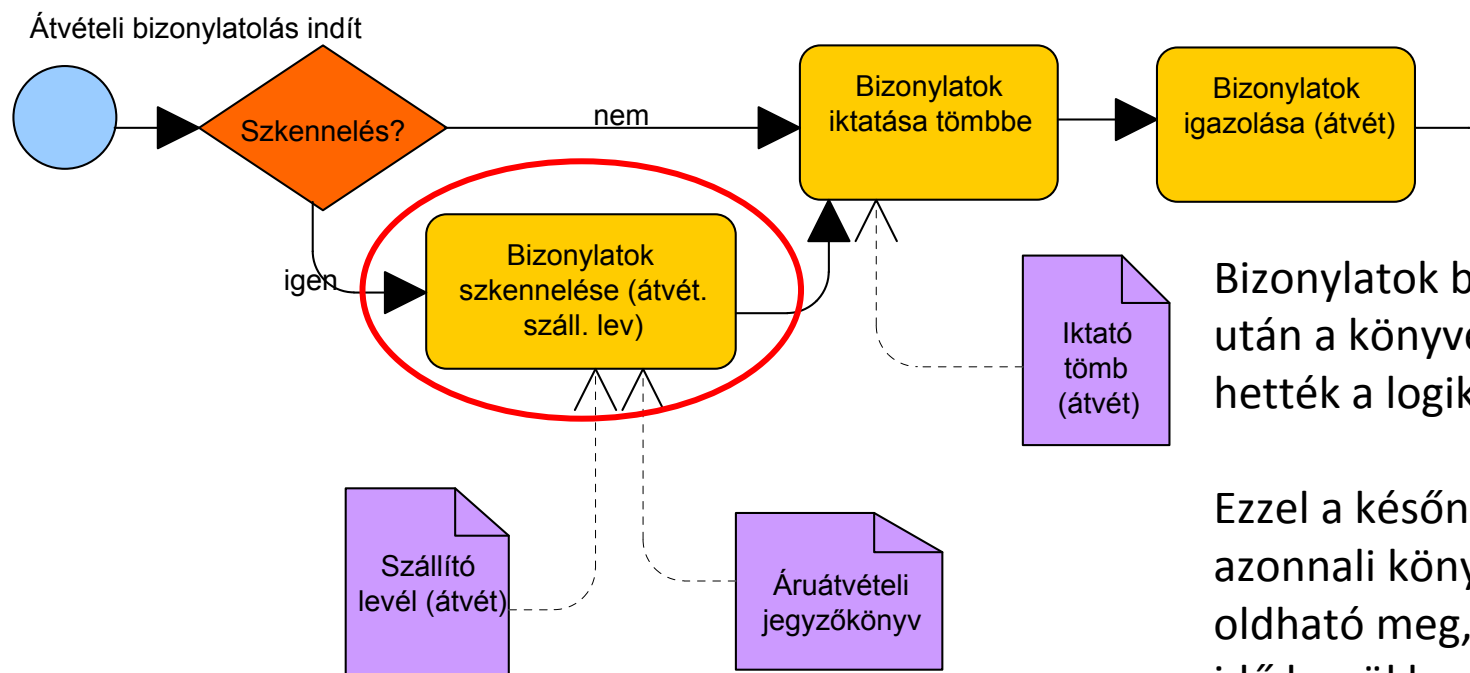 Átvételi bizonylatolás indít
Szkennelés?
nem
igen
Bizonylatok
iktatása tömbbe
Bizonylatok
igazolása (átvét)
Bizonylatok
szkennelése (átvét.
száll. lev)
Iktató
tömb
(átvét)
Szállító
levél (átvét)
Áruátvételi
jegyzőkönyv
Bizonylatok b
után a könyve
hették a logik
Ezzel a későn
azonnali köny
oldható meg,